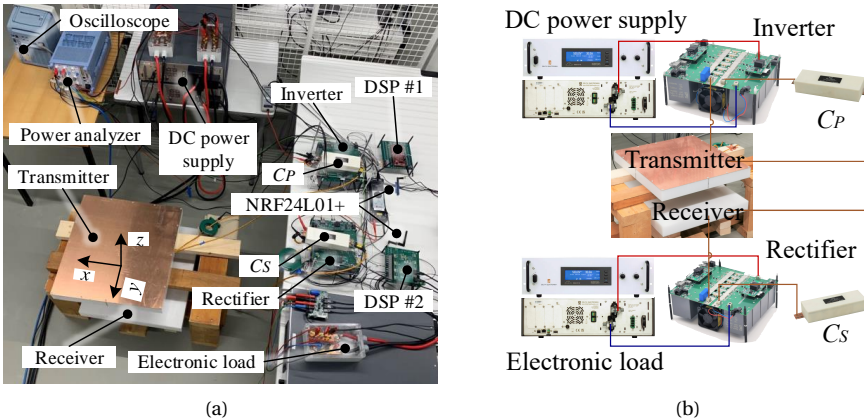 Oscilloscope
Inverter
DSP #1
Power analyzer
DC power
supply
Transmitter
CP
NRF24L01+
z
x
y
CS
Rectifier
DSP #2
Receiver
Electronic load
(a)
DC power supply
Inverter
CP
Transmitter
Receiver
Rectifier
CS
Electronic load
(b)